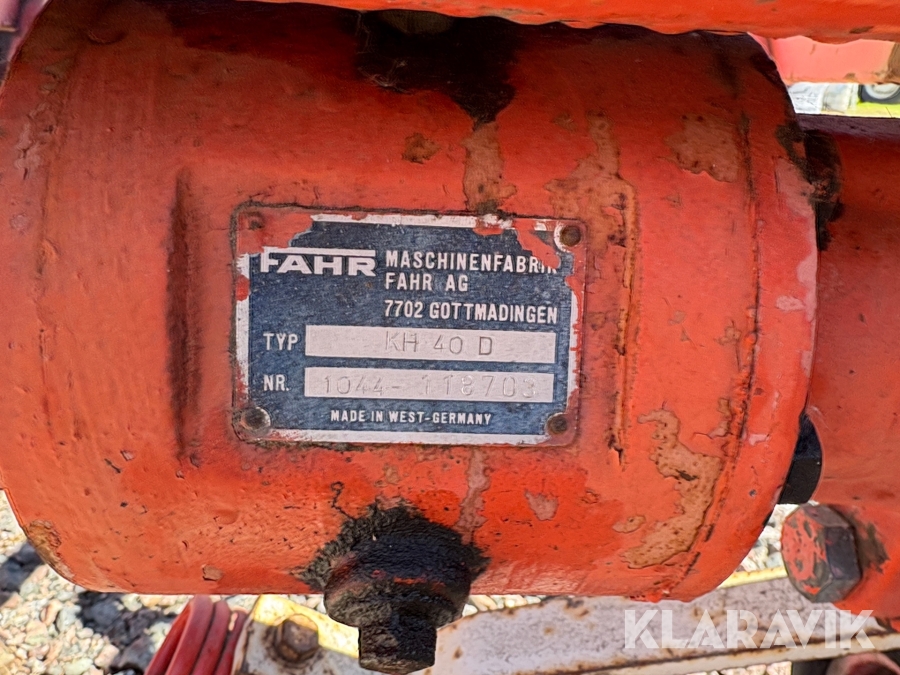 FAHR MASCHINENFABRIK
FAHR AG
7702 GOTTMADINGEN
TYP KH 40 D
NR. 1044-118703
MADE IN WEST-GERMANY
KLARAVIK